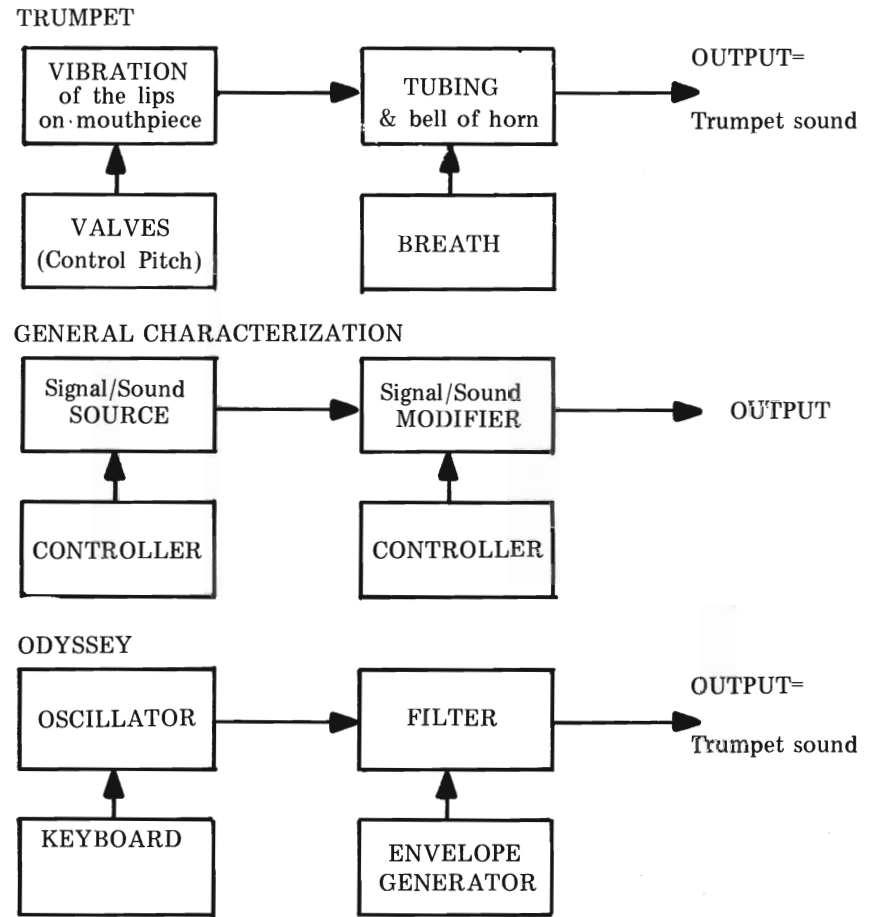 TRUMPET
VIBRATION
of the lips
on·mouthpiece
TUBING
& bell of horn
OUTPUT=
Trumpet sound
VALVES
(Control Pitch)
BREATH
GENERAL CHARACTERIZATION
Signal/Sound
SOURCE
Signal/Sound
MODIFIER
OUTPUT
CONTROLLER
CONTROLLER
ODYSSEY
OSCILLATOR
FILTER
OUTPUT=
Trumpet sound
KEYBOARD
ENVELOPE
GENERATOR